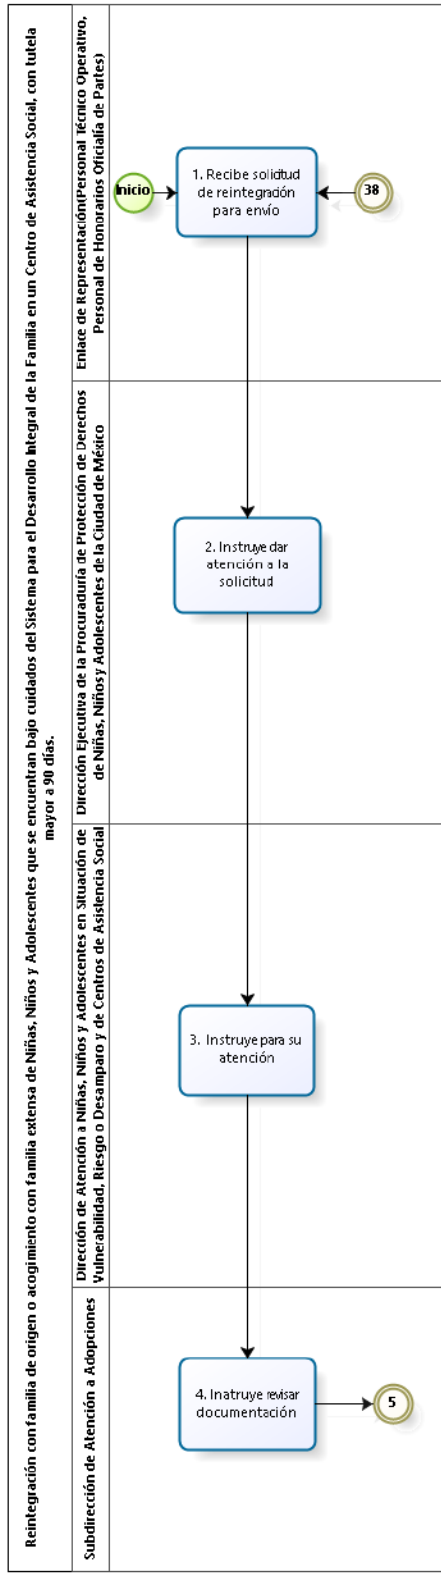 Reintegración con familia de origen o acogimiento con familia extensa de Niñas, Niños y Adolescentes que se encuentran bajo cuidados del Sistema para el Desarrollo Integral de la Familia en un Centro de Asistencia Social, con tutela
mayor a 90 días.
Enlace de Representación(Personal Técnico Operativo,
Personal de Honorarios Oficialía de Partes)
Inicio
1. Recibe solicitud
de reintegración
para envío
38
Dirección Ejecutiva de la Procuraduría de Protección de Derechos
de Niñas, Niños y Adolescentes de la Ciudad de México
2. Instruye dar
atención a la
solicitud
Dirección de Atención a Niñas, Niños y Adolescentes en Situación de
Vulnerabilidad, Riesgo o Desamparo y de Centros de Asistencia Social
3. Instruye para su
atención
Subdirección de Atención a Adopciones
4. Inatruye revisar
documentación
5